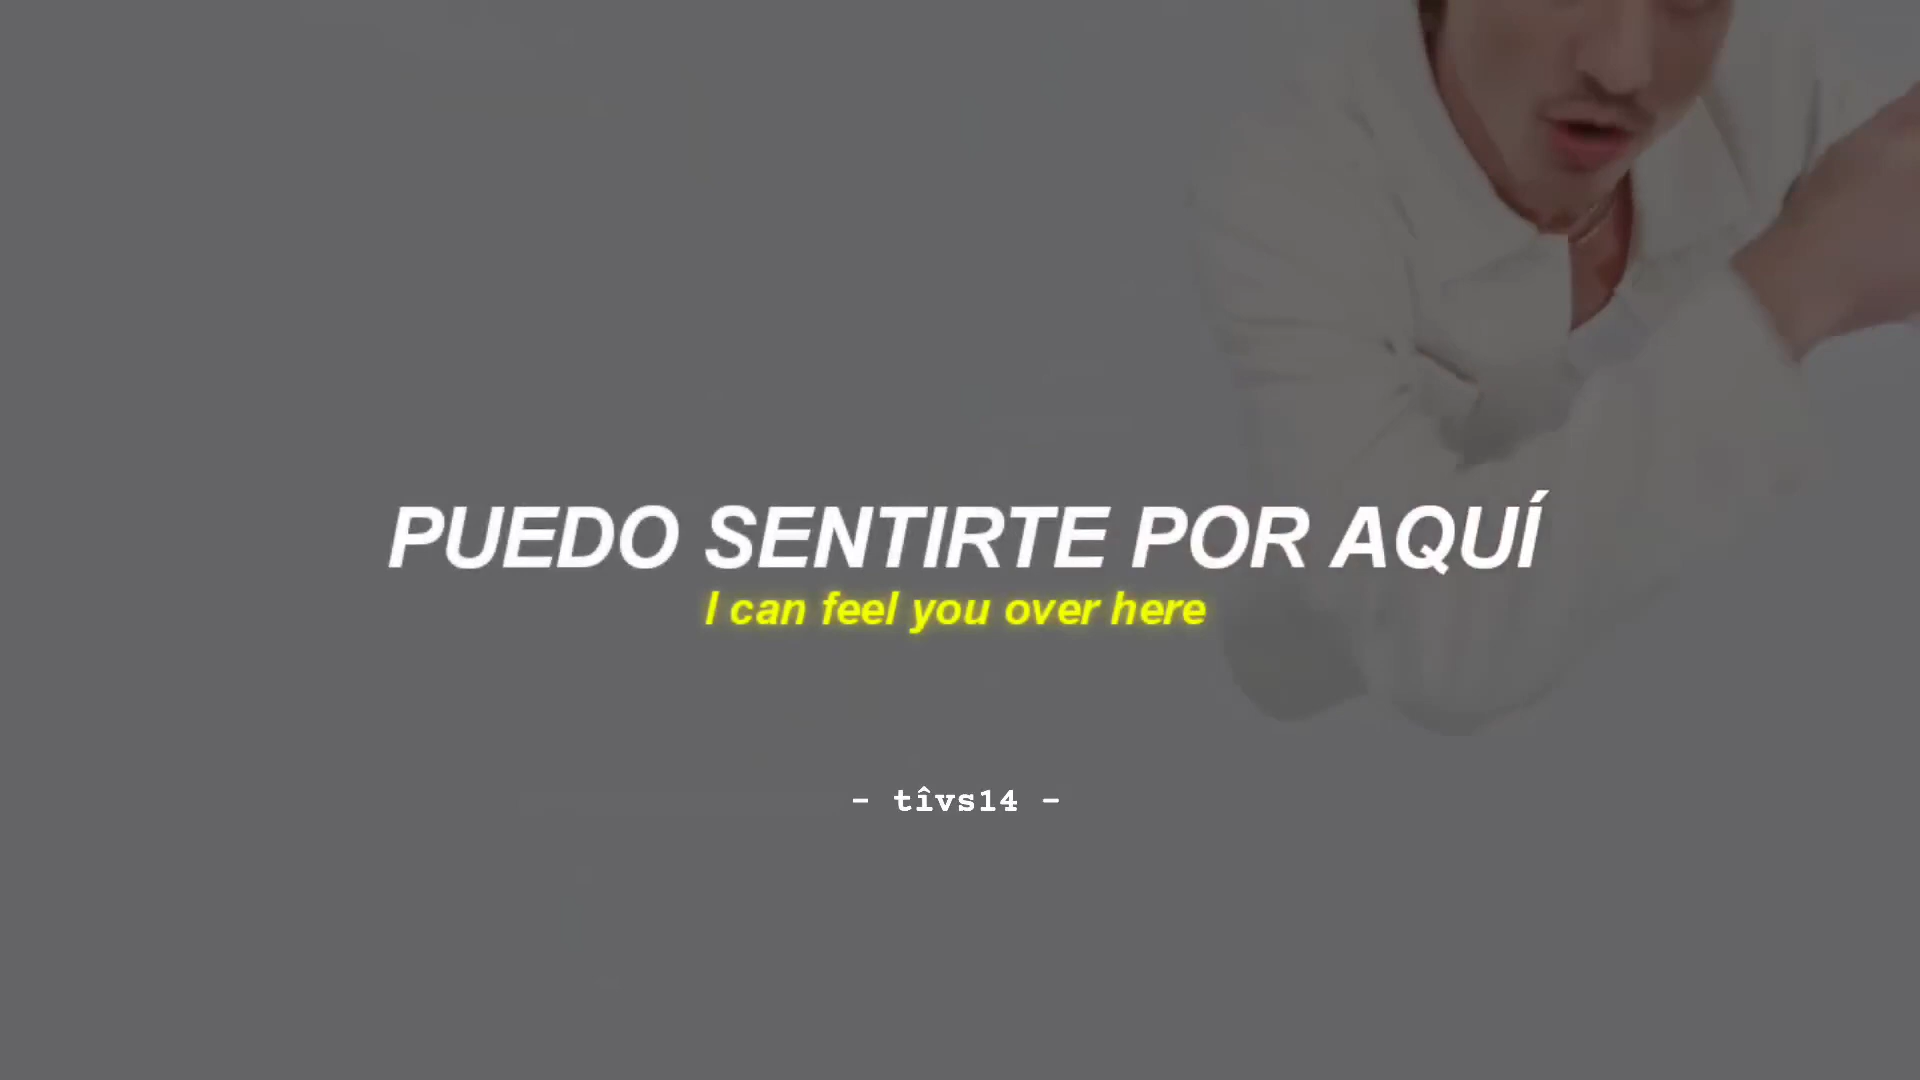 PUEDO SENTIRTE POR AQUÍ
I can feel you over here
- tîvs14 -